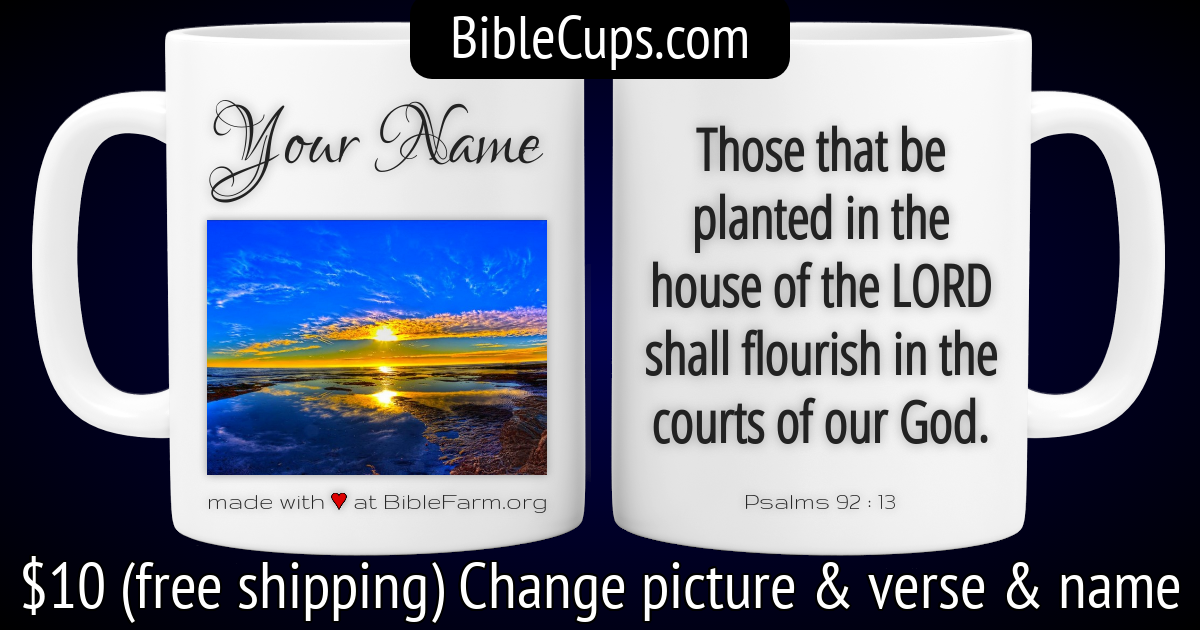 BibleCups.com
Your Name
made with ♥ at BibleFarm.org
Those that be
planted in the
house of the LORD
shall flourish in the
courts of our God.
Psalms 92 : 13
$10 (free shipping) Change picture & verse & name